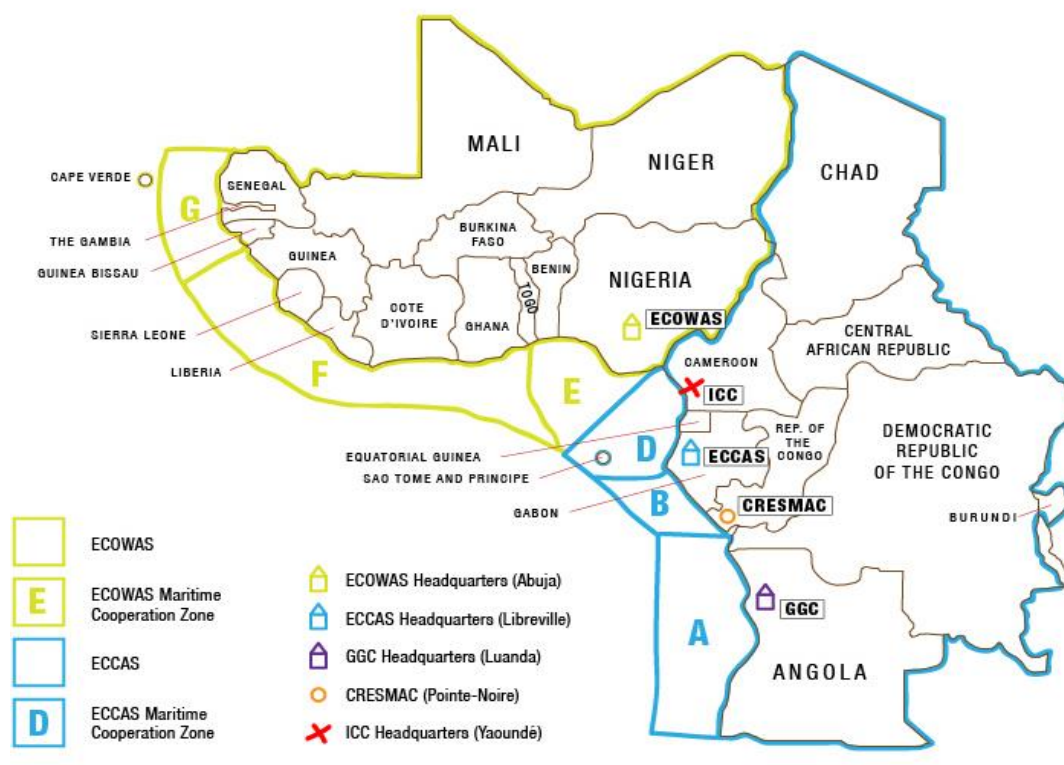 MALI
NIGER
CHAD
CAPE VERDE
SENEGAL
G
THE GAMBIA
BURKINA
FASO
GUINEA BISSAU
GUINEA
BENIN
NIGERIA
TOGO
COTE
D'IVOIRE
GHANA
ECOWAS
SIERRA LEONE
CENTRAL
AFRICAN REPUBLIC
LIBERIA
F
E
CAMEROON
ICC
DEMOCRATIC
REPUBLIC
OF THE CONGO
REP. OF
THE
CONGO
D
EQUATORIAL GUINEA
ECCAS
SAO TOME AND PRINCIPE
B
GABON
CRESMAC
BURUNDI
A
GGC
ANGOLA
ECOWAS
E
ECOWAS Maritime
Cooperation Zone
ECCAS
D
ECCAS Maritime
Cooperation Zone
ECOWAS Headquarters (Abuja)
ECCAS Headquarters (Libreville)
GGC Headquarters (Luanda)
CRESMAC (Pointe-Noire)
ICC Headquarters (Yaoundé)